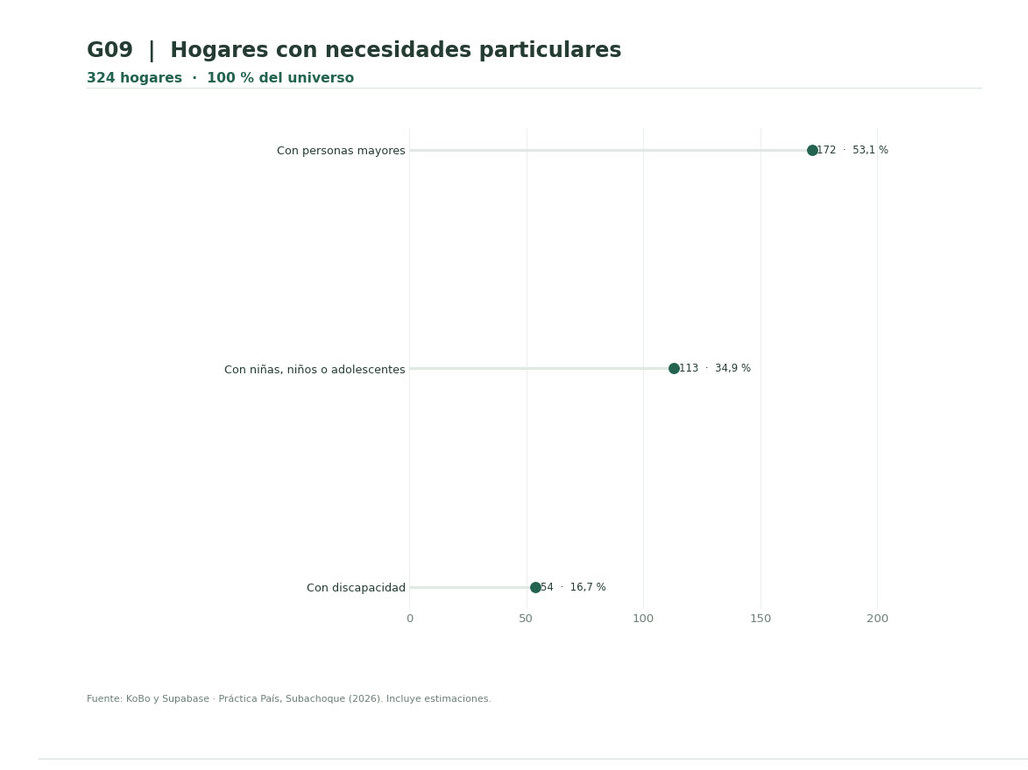 G09 | Hogares con necesidades particulares
324 hogares · 100 % del universo
Con personas mayores 172 · 53,1 %
Con niñas, niños o adolescentes 113 · 34,9 %
Con discapacidad 54 · 16,7 %
0 50 100 150 200
Fuente: KoBo y Supabase · Práctica País, Subachoque (2026). Incluye estimaciones.